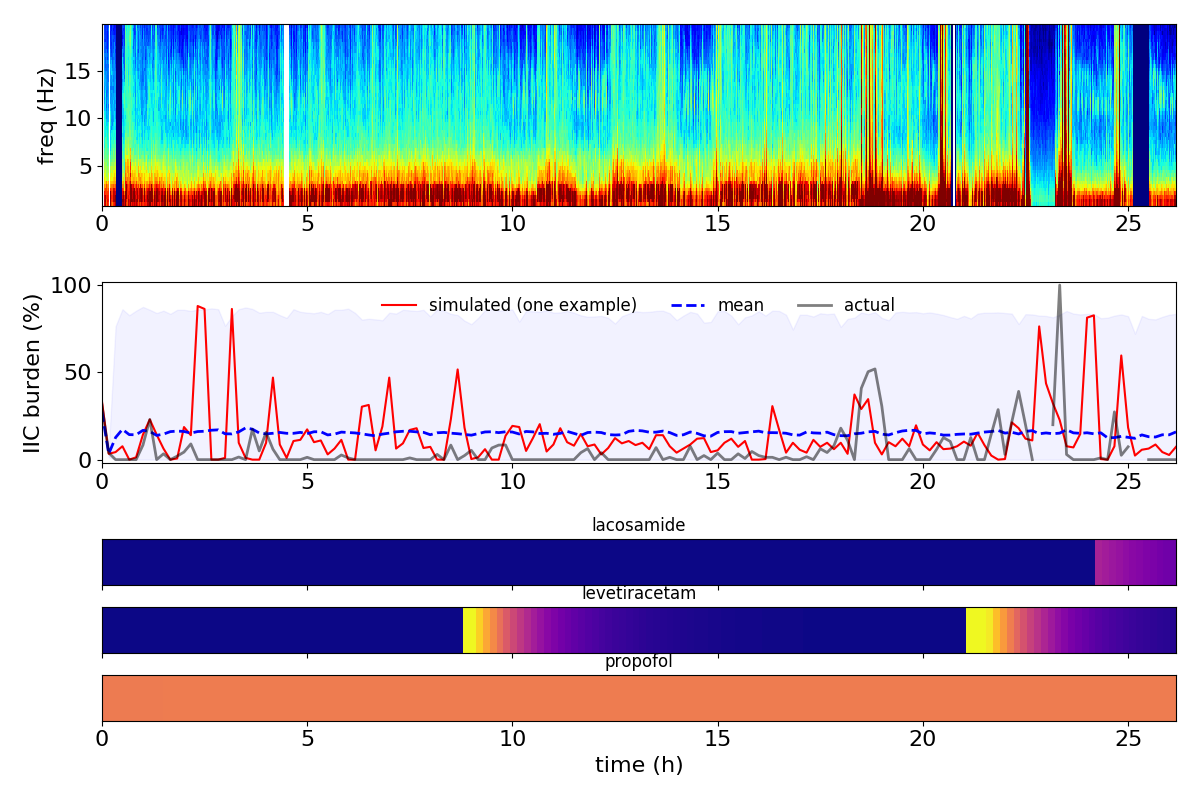 freq (Hz)
15
10
5
0 5 10 15 20 25
IIC burden (%)
100
50
0
simulated (one example) mean actual
0 5 10 15 20 25
lacosamide
levetiracetam
propofol
0 5 10 15 20 25
time (h)